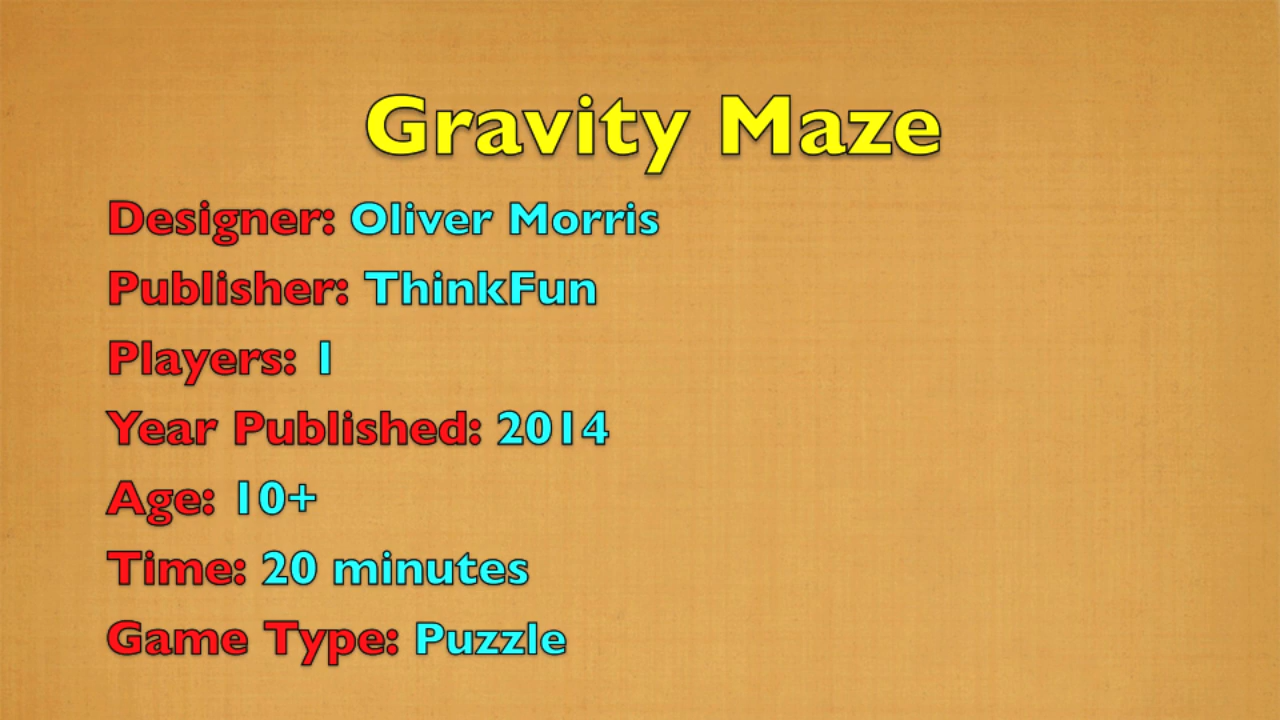 Gravity Maze
Designer: Oliver Morris
Publisher: ThinkFun
Players: 1
Year Published: 2014
Age: 10+
Time: 20 minutes
Game Type: Puzzle